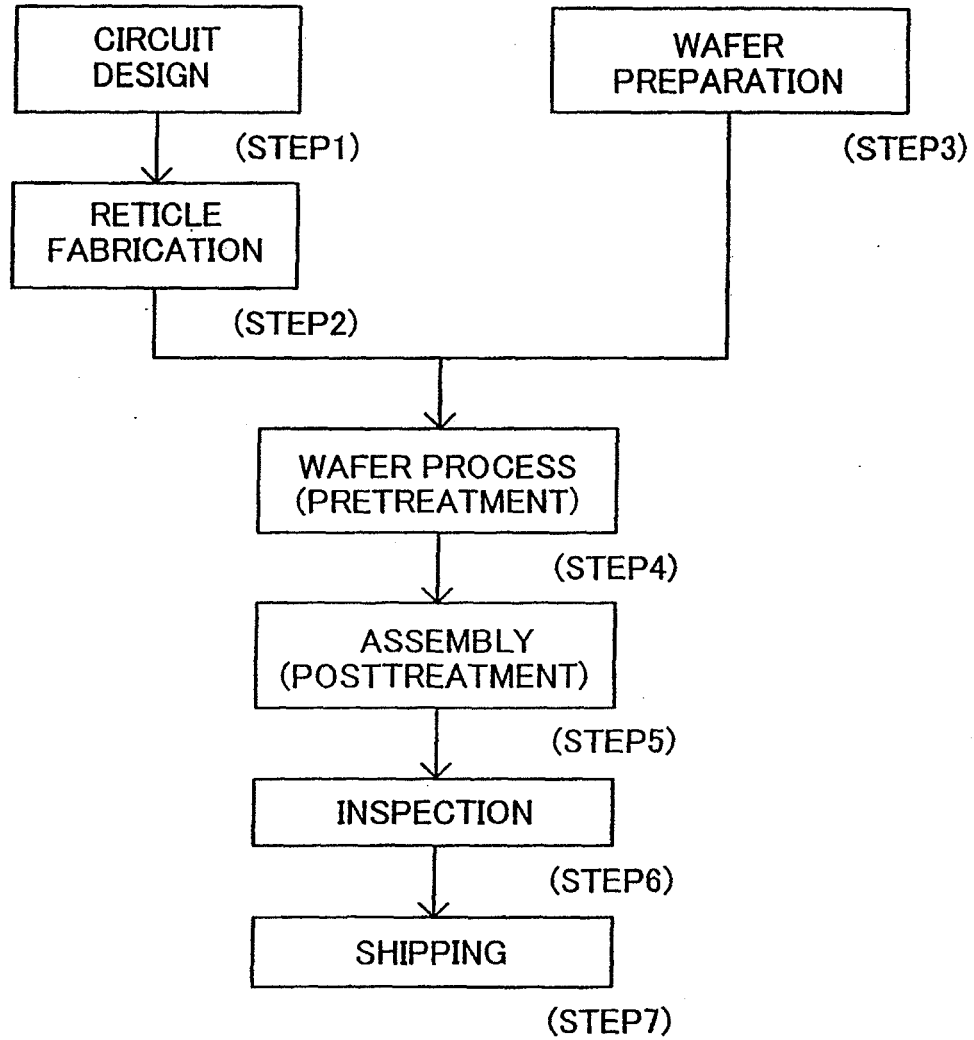 CIRCUIT
DESIGN
(STEP1)
RETICLE
FABRICATION
(STEP2)
WAFER
PREPARATION
(STEP3)
WAFER PROCESS
(PRETREATMENT)
(STEP4)
ASSEMBLY
(POSTTREATMENT)
(STEP5)
INSPECTION
(STEP6)
SHIPPING
(STEP7)